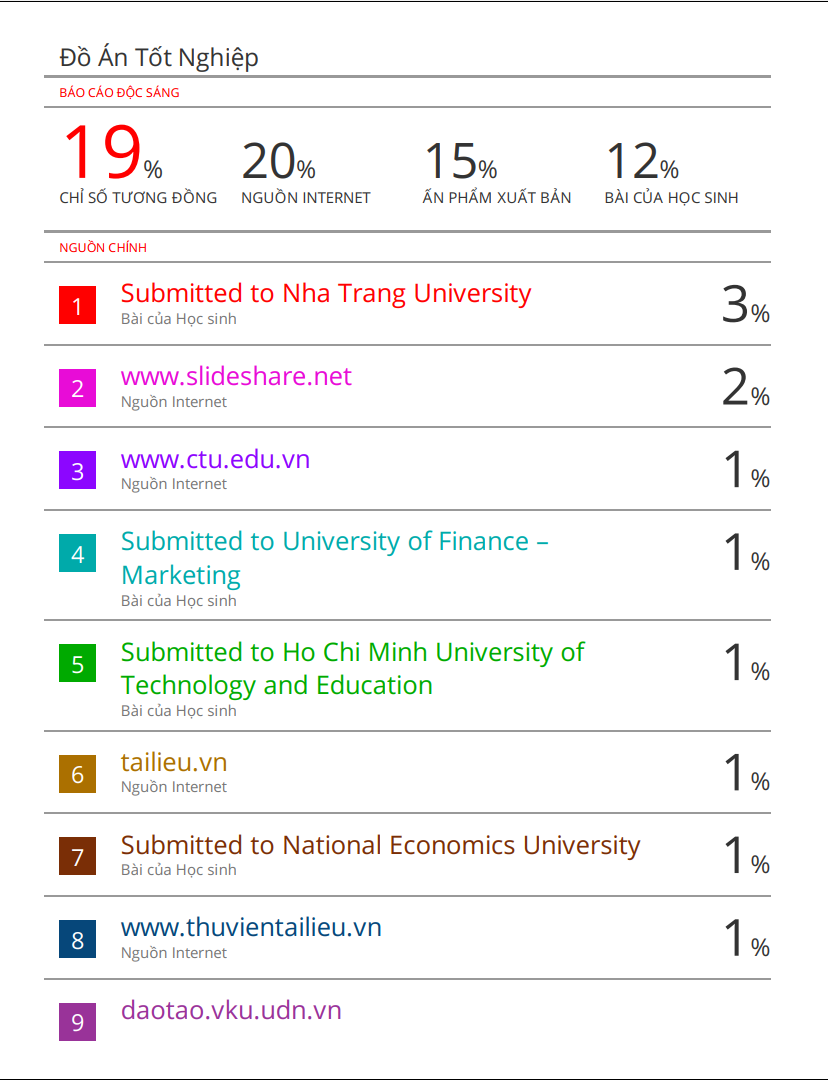 Đồ Án Tốt Nghiệp
BÁO CÁO ĐỘC SÁNG
19%
20%
15%
12%
CHỈ SỐ TƯƠNG ĐỒNG
NGUỒN INTERNET
ẤN PHẨM XUẤT BẢN
BÀI CỦA HỌC SINH
NGUỒN CHÍNH
1
Submitted to Nha Trang University
Bài của Học sinh
3%
2
www.slideshare.net
Nguồn Internet
2%
3
www.ctu.edu.vn
Nguồn Internet
1%
4
Submitted to University of Finance –
Marketing
Bài của Học sinh
1%
5
Submitted to Ho Chi Minh University of
Technology and Education
Bài của Học sinh
1%
6
tailieu.vn
Nguồn Internet
1%
7
Submitted to National Economics University
Bài của Học sinh
1%
8
www.thuvientailieu.vn
Nguồn Internet
1%
9
daotao.vku.udn.vn